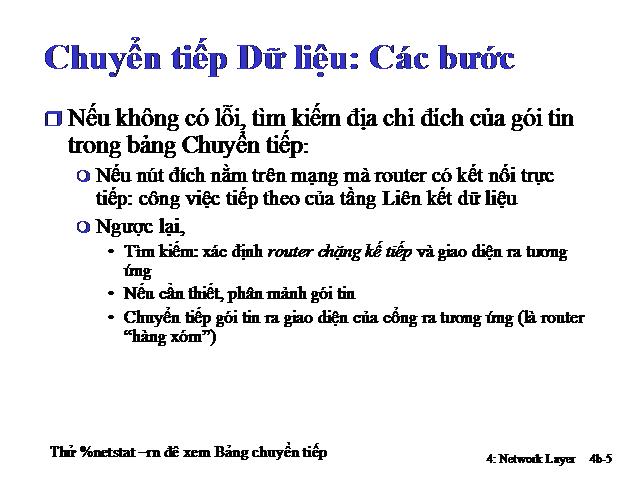 Chuyển tiếp Dữ liệu: Các bước
Nếu không có lỗi, tìm kiếm địa chỉ đích của gói tin
trong bảng Chuyển tiếp:
Nếu nút đích nằm trên mạng mà router có kết nối trực
tiếp: công việc tiếp theo của tầng Liên kết dữ liệu
Ngược lại,
• Tìm kiếm: xác định router chặng kế tiếp và giao diện ra tương
ứng
• Nếu cần thiết, phân mảnh gói tin
• Chuyển tiếp gói tin ra giao diện của cổng ra tương ứng (là router
“hàng xóm”)
Thử %netstat –rn đê xem Bảng chuyển tiếp
4: Network Layer 4b-5